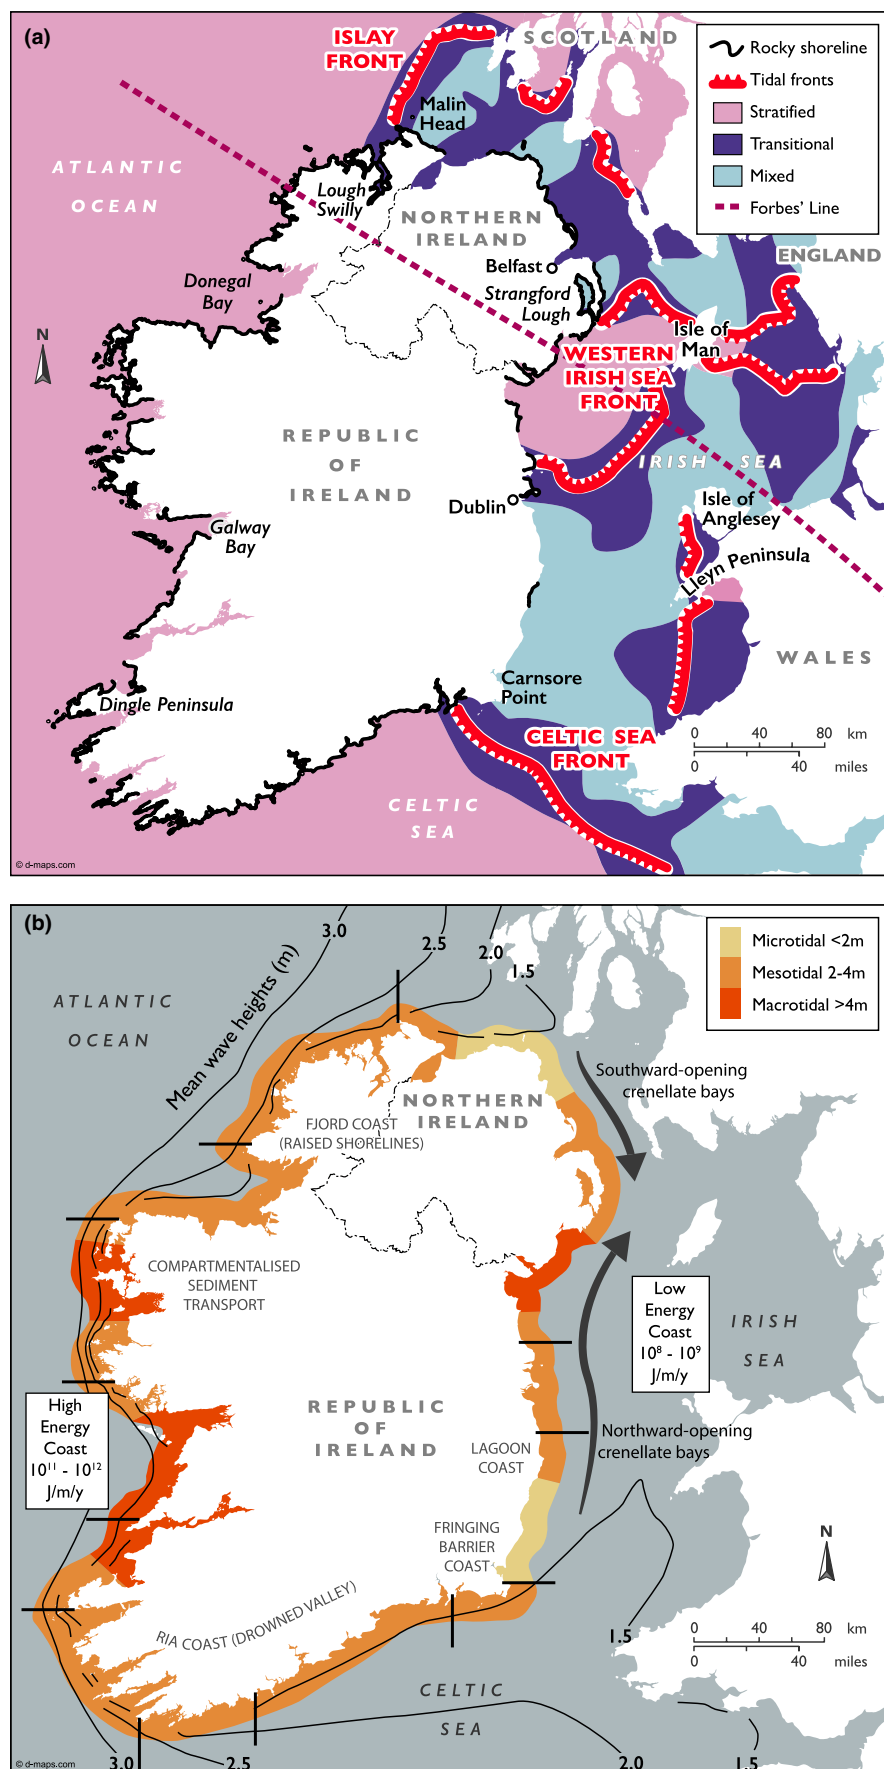 (a)
ISLAY
FRONT
SCOTLAND
Rocky shoreline
Tidal fronts
Stratified
Transitional
Mixed
Forbes' Line
Malin
Head
ATLANTIC
OCEAN
Lough
Swilly
NORTHERN
IRELAND
ENGLAND
Belfast
Donegal
Bay
Strangford
Lough
N
Isle of
Man
WESTERN
IRISH SEA
FRONT
REPUBLIC
OF
IRELAND
IRISH SEA
Dublin
Isle of
Anglesey
Galway
Bay
Lleyn Peninsula
WALES
Carnsore
Point
Dingle Peninsula
CELTIC SEA
FRONT
0 40 80 km
0 40 miles
CELTIC
SEA
© d-maps.com
(b)
3.0
2.5
2.0
1.5
Microtidal <2m
Mesotidal 2-4m
Macrotidal >4m
ATLANTIC
OCEAN
Mean wave heights (m)
Southward-opening
crenellate bays
NORTHERN
IRELAND
FJORD COAST
(RAISED SHORELINES)
COMPARTMENTALISED
SEDIMENT
TRANSPORT
Low
Energy
Coast
10⁸ - 10⁹
J/m/y
IRISH
SEA
High
Energy
Coast
10¹¹ - 10¹²
J/m/y
REPUBLIC
OF
IRELAND
Northward-opening
crenellate bays
LAGOON
COAST
FRINGING
BARRIER
COAST
N
RIA COAST (DROWNED VALLEY)
1.5
0 40 80 km
0 40 miles
CELTIC
SEA
© d-maps.com
3.0
2.5
2.0
1.5